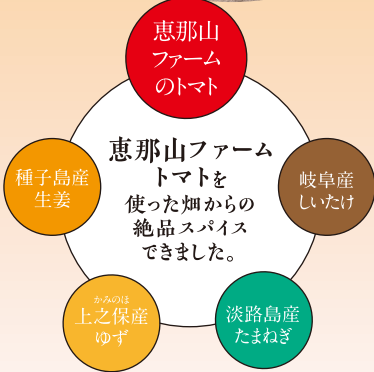 恵那山
ファーム
のトマト
恵那山ファーム
トマトを
使った畑からの
絶品スパイス
できました。
種子島産
生姜
岐阜産
しいたけ
かみのほ
上之保産
ゆず
淡路島産
たまねぎ